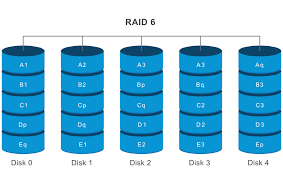 RAID 6
A1 A2 A3 A3 Aq
B1 B2 Bp Bq B3
C1 Cp Cq C2 C3
Dp Dq D1 D2 D3
Eq E1 E2 E3 Ep
Disk 0 Disk 1 Disk 2 Disk 3 Disk 4